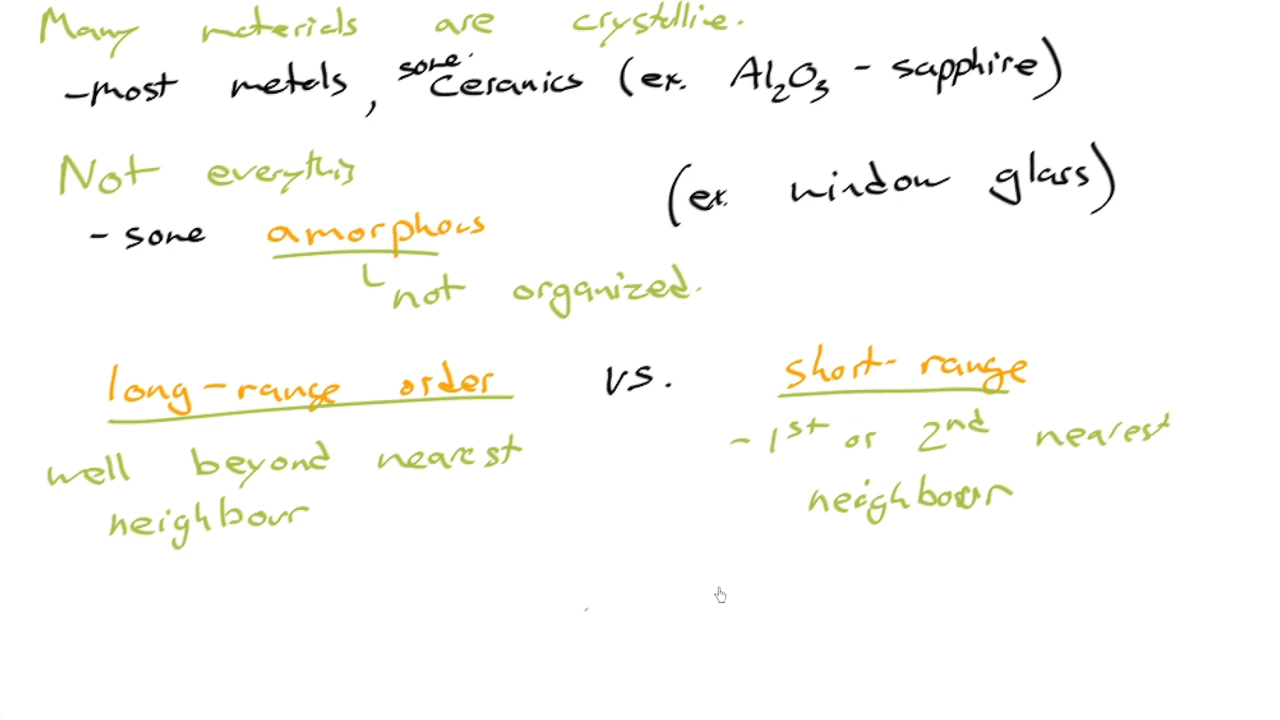 Many materials are crystalline.
- most metals, some ceramics (ex. Al₂O₃ - sapphire)
Not everything
(ex. window glass)
- some amorphous
not organized.
long-range order vs. short-range
well beyond nearest neighbour
- 1st or 2nd nearest neighbour